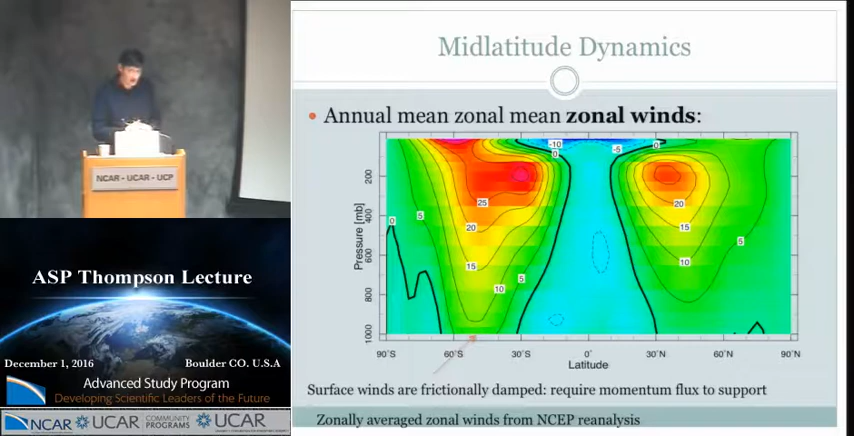 NCAR - UCAR - UCP
ASP Thompson Lecture
December 1, 2016
Boulder CO. U.S.A
Advanced Study Program
Developing Scientific Leaders of the Future
NCAR
UCAR
COMMUNITY
PROGRAMS
UCAR
Midlatitude Dynamics
• Annual mean zonal mean zonal winds:
-10
-5
0
0
0
5
25
20
15
10
5
20
15
10
5
Pressure [mb]
200
400
600
800
1000
90°S
60°S
30°S
0°
30°N
60°N
90°N
Latitude
Surface winds are frictionally damped: require momentum flux to support
Zonally averaged zonal winds from NCEP reanalysis